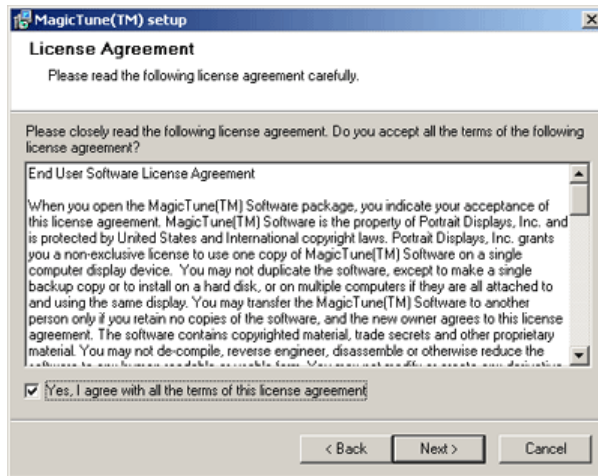 MagicTune(TM) setup
License Agreement
Please read the following license agreement carefully.
Please closely read the following license agreement. Do you accept all the terms of the following
license agreement?
End User Software License Agreement
When you open the MagicTune(TM) Software package, you indicate your acceptance of
this license agreement. MagicTune(TM) Software is the property of Portrait Displays, Inc. and
is protected by United States and International copyright laws. Portrait Displays, Inc. grants
you a non-exclusive license to use one copy of MagicTune(TM) Software on a single
computer display device. You may not duplicate the software, except to make a single
backup copy or to install on a hard disk, or on multiple computers if they are all attached to
and using the same display. You may transfer the MagicTune(TM) Software to another
person only if you retain no copies of the software, and the new owner agrees to this license
agreement. The software contains copyrighted material, trade secrets and other proprietary
material. You may not de-compile, reverse engineer, disassemble or otherwise reduce the
Yes, I agree with all the terms of this license agreement
< Back
Next >
Cancel